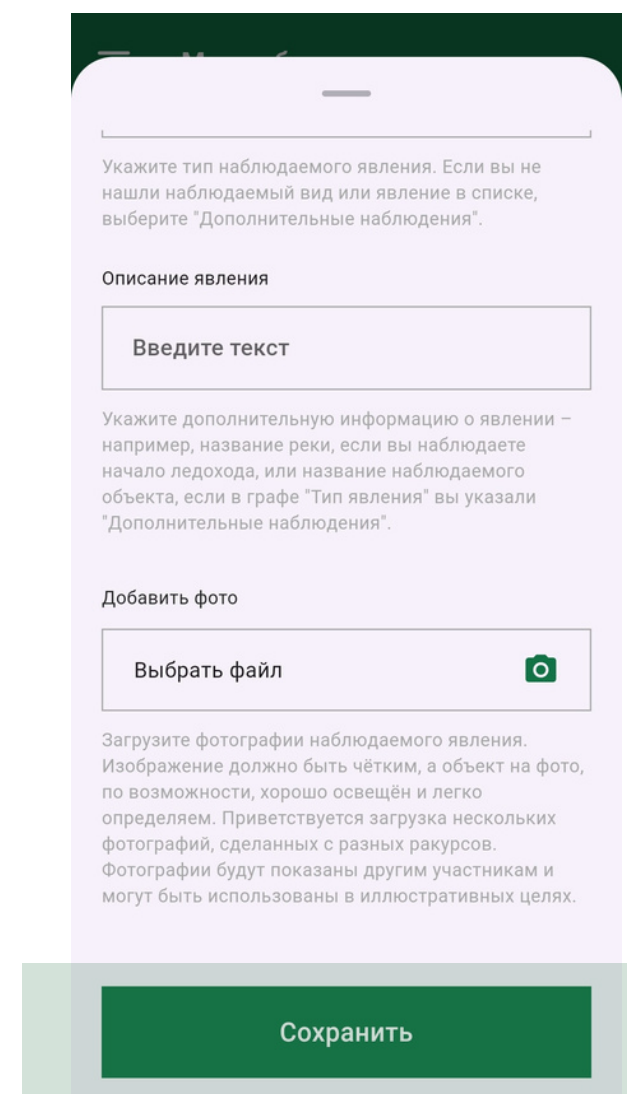 Укажите тип наблюдаемого явления. Если вы не
нашли наблюдаемый вид или явление в списке,
выберите "Дополнительные наблюдения".
Описание явления
Введите текст
Укажите дополнительную информацию о явлении –
например, название реки, если вы наблюдаете
начало ледохода, или название наблюдаемого
объекта, если в графе "Тип явления" вы указали
"Дополнительные наблюдения".
Добавить фото
Выбрать файл
Загрузите фотографии наблюдаемого явления.
Изображение должно быть чётким, а объект на фото,
по возможности, хорошо освещён и легко
определяем. Приветствуется загрузка нескольких
фотографий, сделанных с разных ракурсов.
Фотографии будут показаны другим участникам и
могут быть использованы в иллюстративных целях.
Сохранить